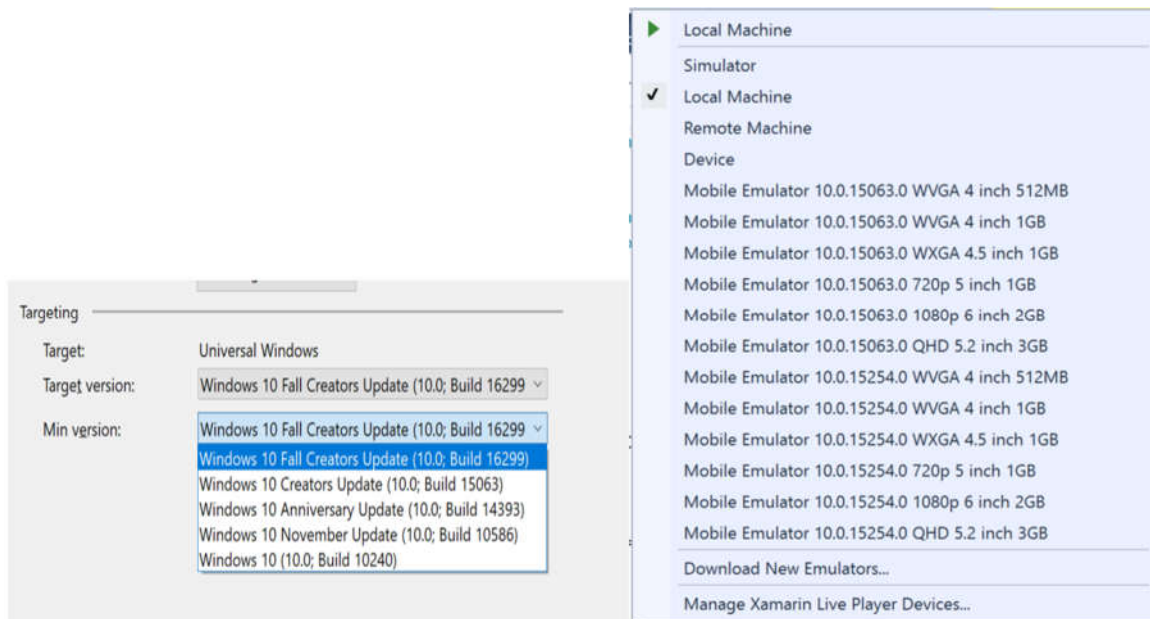 Targeting
Target:
Universal Windows
Target version:
Windows 10 Fall Creators Update (10.0; Build 16299
Min version:
Windows 10 Fall Creators Update (10.0; Build 16299
Windows 10 Fall Creators Update (10.0; Build 16299)
Windows 10 Creators Update (10.0; Build 15063)
Windows 10 Anniversary Update (10.0; Build 14393)
Windows 10 November Update (10.0; Build 10586)
Windows 10 (10.0; Build 10240)
Local Machine
Simulator
Local Machine
Remote Machine
Device
Mobile Emulator 10.0.15063.0 WVGA 4 inch 512MB
Mobile Emulator 10.0.15063.0 WVGA 4 inch 1GB
Mobile Emulator 10.0.15063.0 WXGA 4.5 inch 1GB
Mobile Emulator 10.0.15063.0 720p 5 inch 1GB
Mobile Emulator 10.0.15063.0 1080p 6 inch 2GB
Mobile Emulator 10.0.15063.0 QHD 5.2 inch 3GB
Mobile Emulator 10.0.15254.0 WVGA 4 inch 512MB
Mobile Emulator 10.0.15254.0 WVGA 4 inch 1GB
Mobile Emulator 10.0.15254.0 WXGA 4.5 inch 1GB
Mobile Emulator 10.0.15254.0 720p 5 inch 1GB
Mobile Emulator 10.0.15254.0 1080p 6 inch 2GB
Mobile Emulator 10.0.15254.0 QHD 5.2 inch 3GB
Download New Emulators...
Manage Xamarin Live Player Devices...